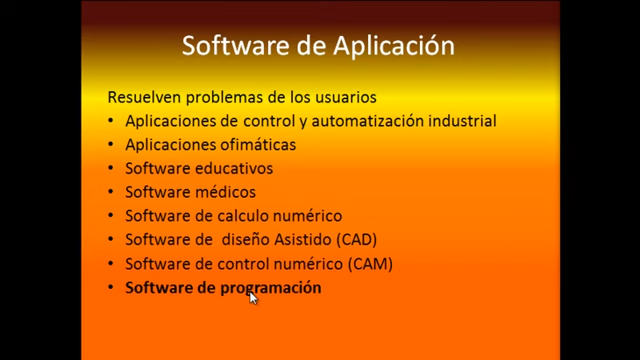 Software de Aplicación
Resuelven problemas de los usuarios
• Aplicaciones de control y automatización industrial
• Aplicaciones ofimáticas
• Software educativos
• Software médicos
• Software de calculo numérico
• Software de diseño Asistido (CAD)
• Software de control numérico (CAM)
• Software de programación